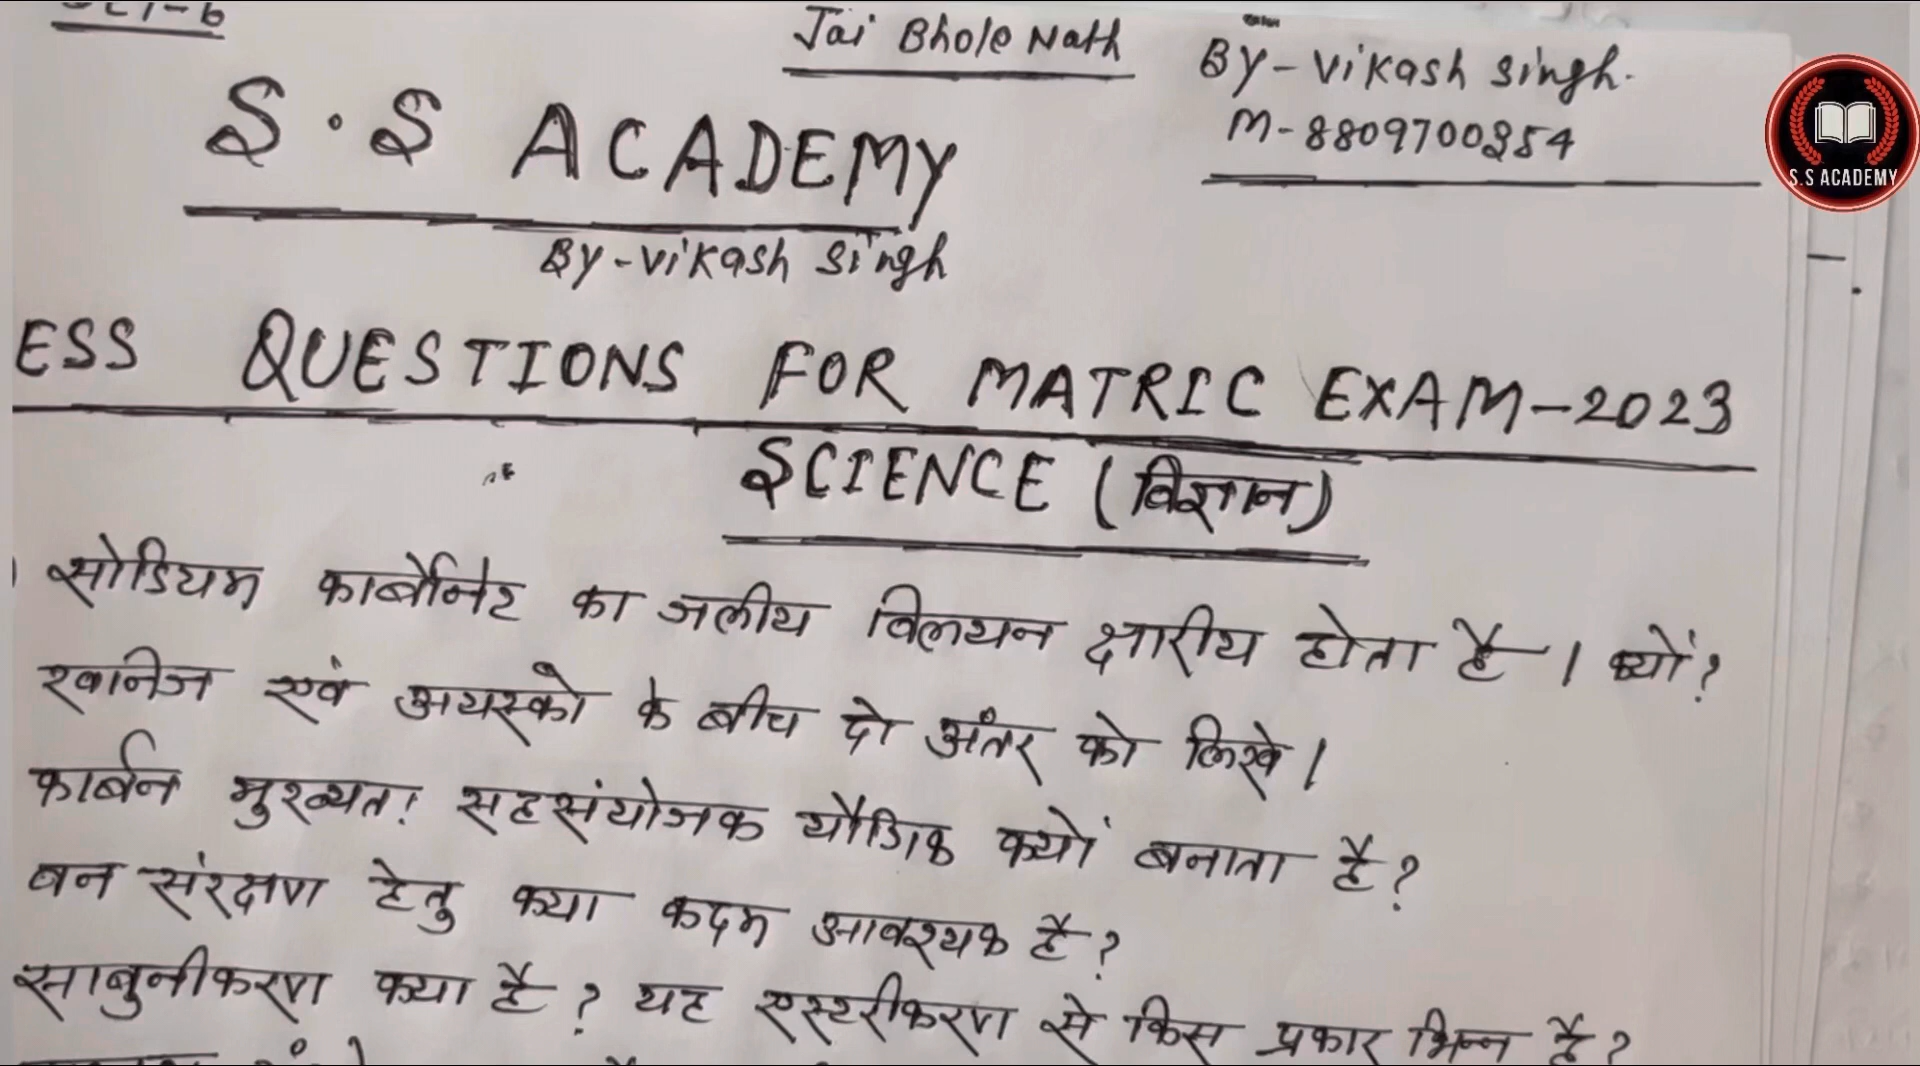 Jai Bhole Nath
By-Vikash Singh.
M-8809700354
S.S ACADEMY
S.S ACADEMY
By-Vikash Singh
ESS QUESTIONS FOR MATRIC EXAM-2023
SCIENCE (विज्ञान)
सोडियम कार्बोनेट का जलीय विलयन क्षारीय होता है। क्यों?
खनिज एवं अयस्को के बीच दो अंतर को लिखे।
कार्बन मुख्यतः सहसंयोजक यौगिक क्यों बनाता है?
वन संरक्षण हेतु क्या कदम आवश्यक है?
साबुनीकरण क्या है? यह एस्टरीकरण से किस प्रकार भिन्न है?